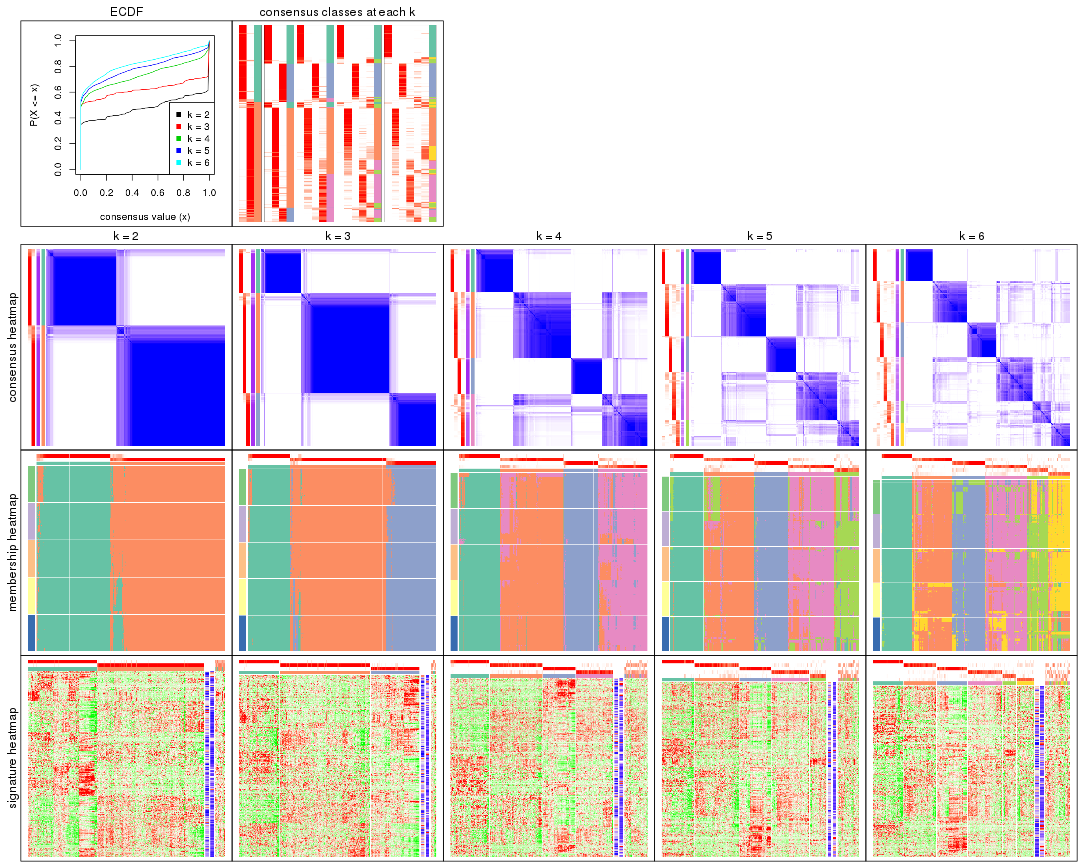 ECDF
consensus classes at each k
P(X <= x)
0.0 0.2 0.4 0.6 0.8 1.0
k = 2
k = 3
k = 4
k = 5
k = 6
0.0 0.2 0.4 0.6 0.8 1.0
consensus value (x)
k = 2 k = 3 k = 4 k = 5 k = 6
consensus heatmap
membership heatmap
signature heatmap